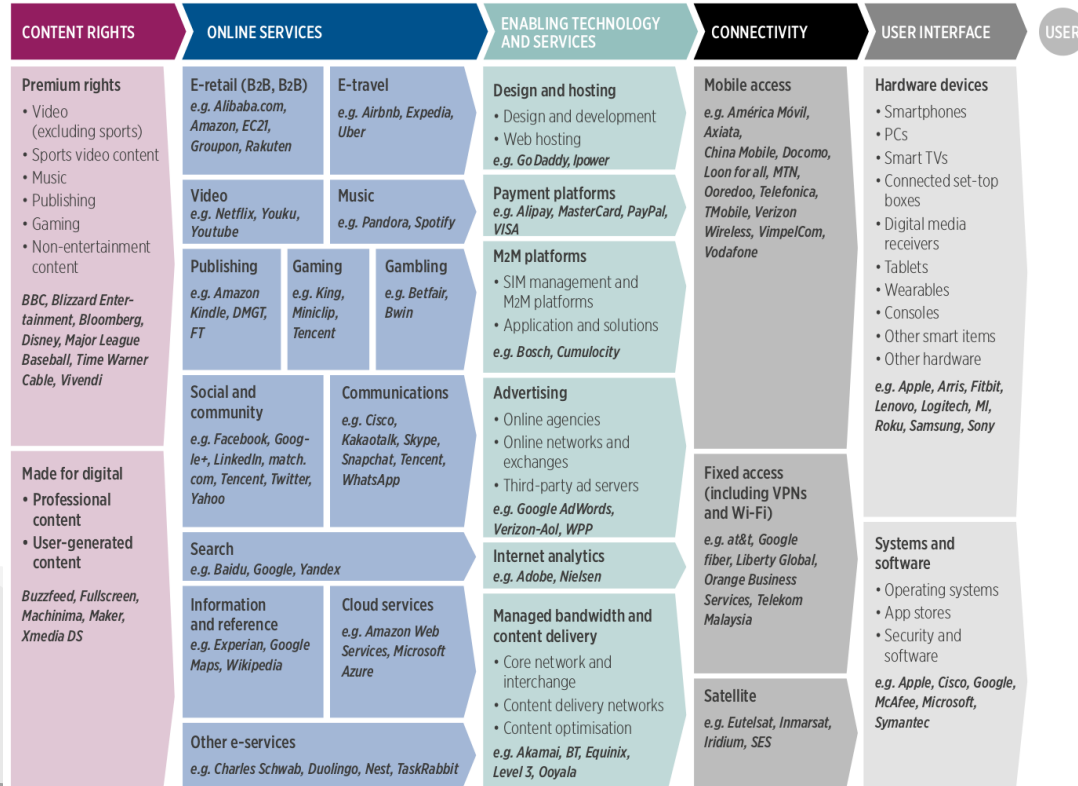 CONTENT RIGHTS
ONLINE SERVICES
ENABLING TECHNOLOGY
AND SERVICES
CONNECTIVITY
USER INTERFACE
USER
Premium rights
• Video
(excluding sports)
• Sports video content
• Music
• Publishing
• Gaming
• Non-entertainment
content
BBC, Blizzard Enter-
tainment, Bloomberg,
Disney, Major League
Baseball, Time Warner
Cable, Vivendi
Made for digital
• Professional
content
• User-generated
content
Buzzfeed, Fullscreen,
Machinima, Maker,
Xmedia DS
E-retail (B2B, B2B)
e.g. Alibaba.com,
Amazon, EC21,
Groupon, Rakuten
E-travel
e.g. Airbnb, Expedia,
Uber
Video
e.g. Netflix, Youku,
Youtube
Music
e.g. Pandora, Spotify
Publishing
e.g. Amazon
Kindle, DMGT,
FT
Gaming
e.g. King,
Miniclip,
Tencent
Gambling
e.g. Betfair,
Bwin
Social and
community
e.g. Facebook, Goog-
le+, LinkedIn, match.
com, Tencent, Twitter,
Yahoo
Communications
e.g. Cisco,
Kakaotalk, Skype,
Snapchat, Tencent,
WhatsApp
Search
e.g. Baidu, Google, Yandex
Information
and reference
e.g. Experian, Google
Maps, Wikipedia
Cloud services
e.g. Amazon Web
Services, Microsoft
Azure
Other e-services
e.g. Charles Schwab, Duolingo, Nest, TaskRabbit
Design and hosting
• Design and development
• Web hosting
e.g. Go Daddy, Ipower
Payment platforms
e.g. Alipay, MasterCard, PayPal,
VISA
M2M platforms
• SIM management and
M2M platforms
• Application and solutions
e.g. Bosch, Cumulocity
Advertising
• Online agencies
• Online networks and
exchanges
• Third-party ad servers
e.g. Google AdWords,
Verizon-Aol, WPP
Internet analytics
e.g. Adobe, Nielsen
Managed bandwidth and
content delivery
• Core network and
interchange
• Content delivery networks
• Content optimisation
e.g. Akamai, BT, Equinix,
Level 3, Ooyala
Mobile access
e.g. América Móvil,
Axiata,
China Mobile, Docomo,
Loon for all, MTN,
Ooredoo, Telefonica,
TMobile, Verizon
Wireless, VimpelCom,
Vodafone
Fixed access
(including VPNs
and Wi-Fi)
e.g. at&t, Google
fiber, Liberty Global,
Orange Business
Services, Telekom
Malaysia
Satellite
e.g. Eutelsat, Inmarsat,
Iridium, SES
Hardware devices
• Smartphones
• PCs
• Smart TVs
• Connected set-top
boxes
• Digital media
receivers
• Tablets
• Wearables
• Consoles
• Other smart items
• Other hardware
e.g. Apple, Arris, Fitbit,
Lenovo, Logitech, MI,
Roku, Samsung, Sony
Systems and
software
• Operating systems
• App stores
• Security and
software
e.g. Apple, Cisco, Google,
McAfee, Microsoft,
Symantec